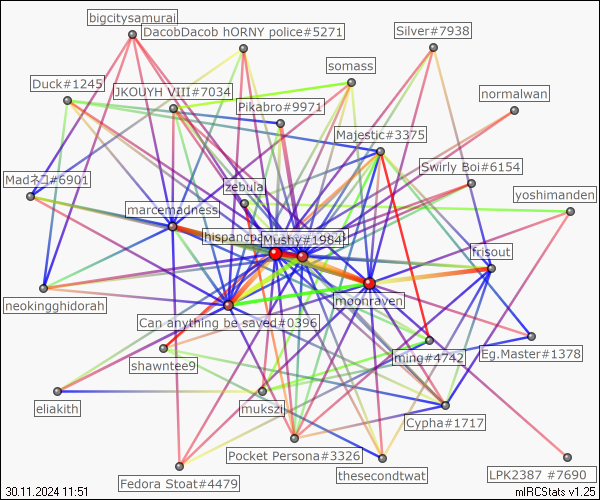 bigcitysamurai
DacobDacob hORNY police#5271
Silver#7938
somass
Duck#1245
JKOUYH VIII#7034
Pikabro#9971
normalwan
Majestic#3375
Swirly Boi#6154
Madネコ#6901
zebula
yoshimanden
marcemadness
Mushy#1984
frisout
moonraven
neokingghidorah
Can anything be saved#0396
shawntee9
ming#4742
Eg.Master#1378
eliakith
mukszij
Cypha#1717
Pocket Persona#3326
thesecondtwat
LPK2387 #7690
Fedora Stoat#4479
30.11.2024 11:51
mIRCStats v1.25